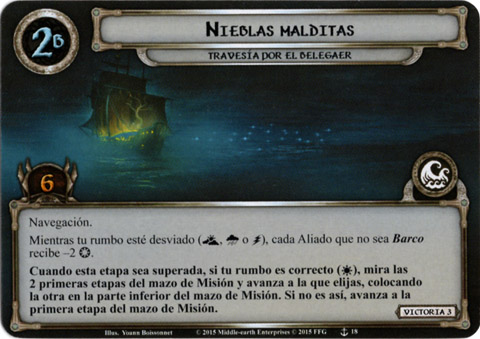 2B
Nieblas malditas
Travesía por el Belegaer
6
Navegación.
Mientras tu rumbo esté desviado (, o ), cada Aliado que no sea Barco
recibe –2 .
Cuando esta etapa sea superada, si tu rumbo es correcto (), mira las
2 primeras etapas del mazo de Misión y avanza a la que elijas, colocando
la otra en la parte inferior del mazo de Misión. Si no es así, avanza a la
primera etapa del mazo de Misión.
Victoria 3
Illus. Yoann Boissonnet © 2015 Middle-earth Enterprises © 2015 FFG 18